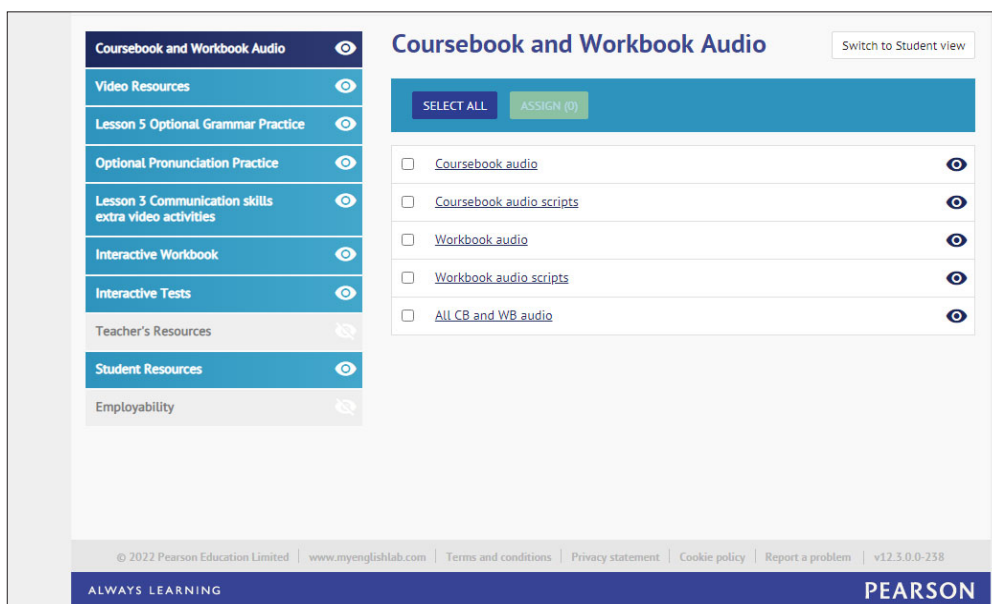 Coursebook and Workbook Audio
Video Resources
Lesson 5 Optional Grammar Practice
Optional Pronunciation Practice
Lesson 3 Communication skills
extra video activities
Interactive Workbook
Interactive Tests
Teacher's Resources
Student Resources
Employability
Coursebook and Workbook Audio
Switch to Student view
SELECT ALL
ASSIGN (0)
Coursebook audio
Coursebook audio scripts
Workbook audio
Workbook audio scripts
All CB and WB audio
© 2022 Pearson Education Limited | www.myenglishlab.com | Terms and conditions | Privacy statement | Cookie policy | Report a problem | v12.3.0.0-238
ALWAYS LEARNING
PEARSON